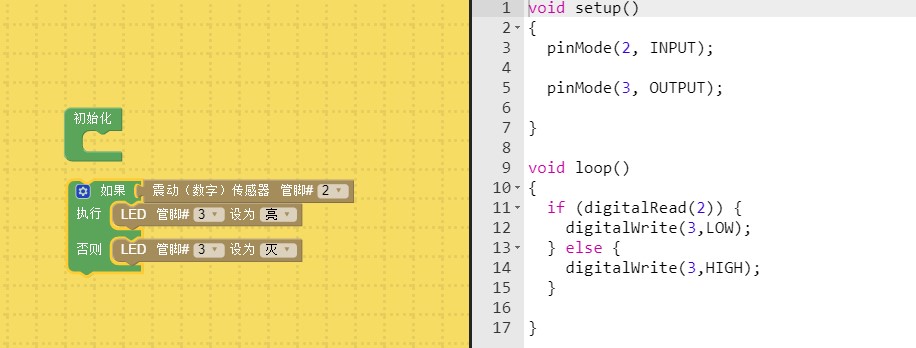 初始化
如果 震动（数字）传感器 管脚# 2
执行 LED 管脚# 3 设为 亮
否则 LED 管脚# 3 设为 灭
1 void setup()
2 {
3 pinMode(2, INPUT);
4
5 pinMode(3, OUTPUT);
6
7 }
8
9 void loop()
10 {
11 if (digitalRead(2)) {
12 digitalWrite(3,LOW);
13 } else {
14 digitalWrite(3,HIGH);
15 }
16
17 }